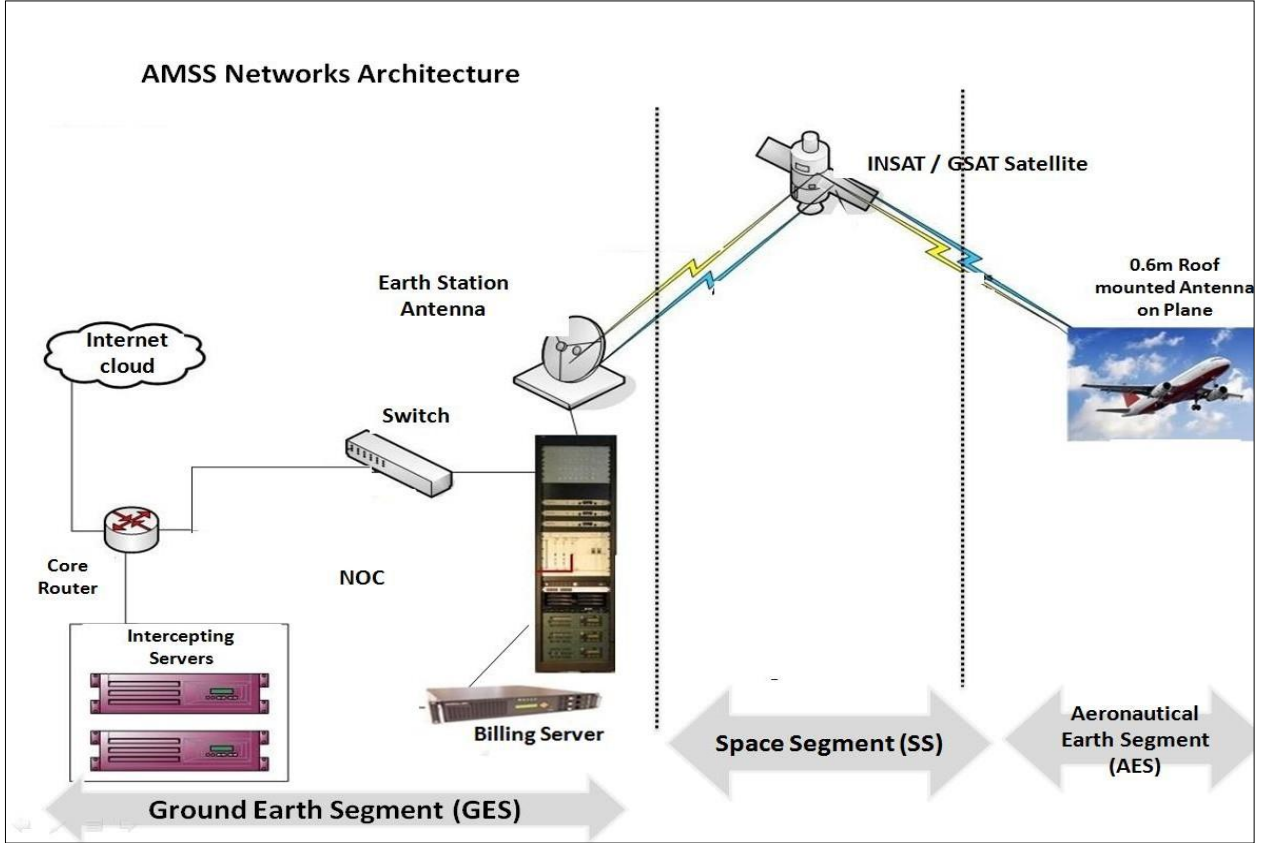 AMSS Networks Architecture
INSAT / GSAT Satellite
0.6m Roof
mounted Antenna
on Plane
Earth Station
Antenna
Internet
cloud
Switch
Core
Router
NOC
Intercepting
Servers
Billing Server
Space Segment (SS)
Aeronautical
Earth Segment
(AES)
Ground Earth Segment (GES)